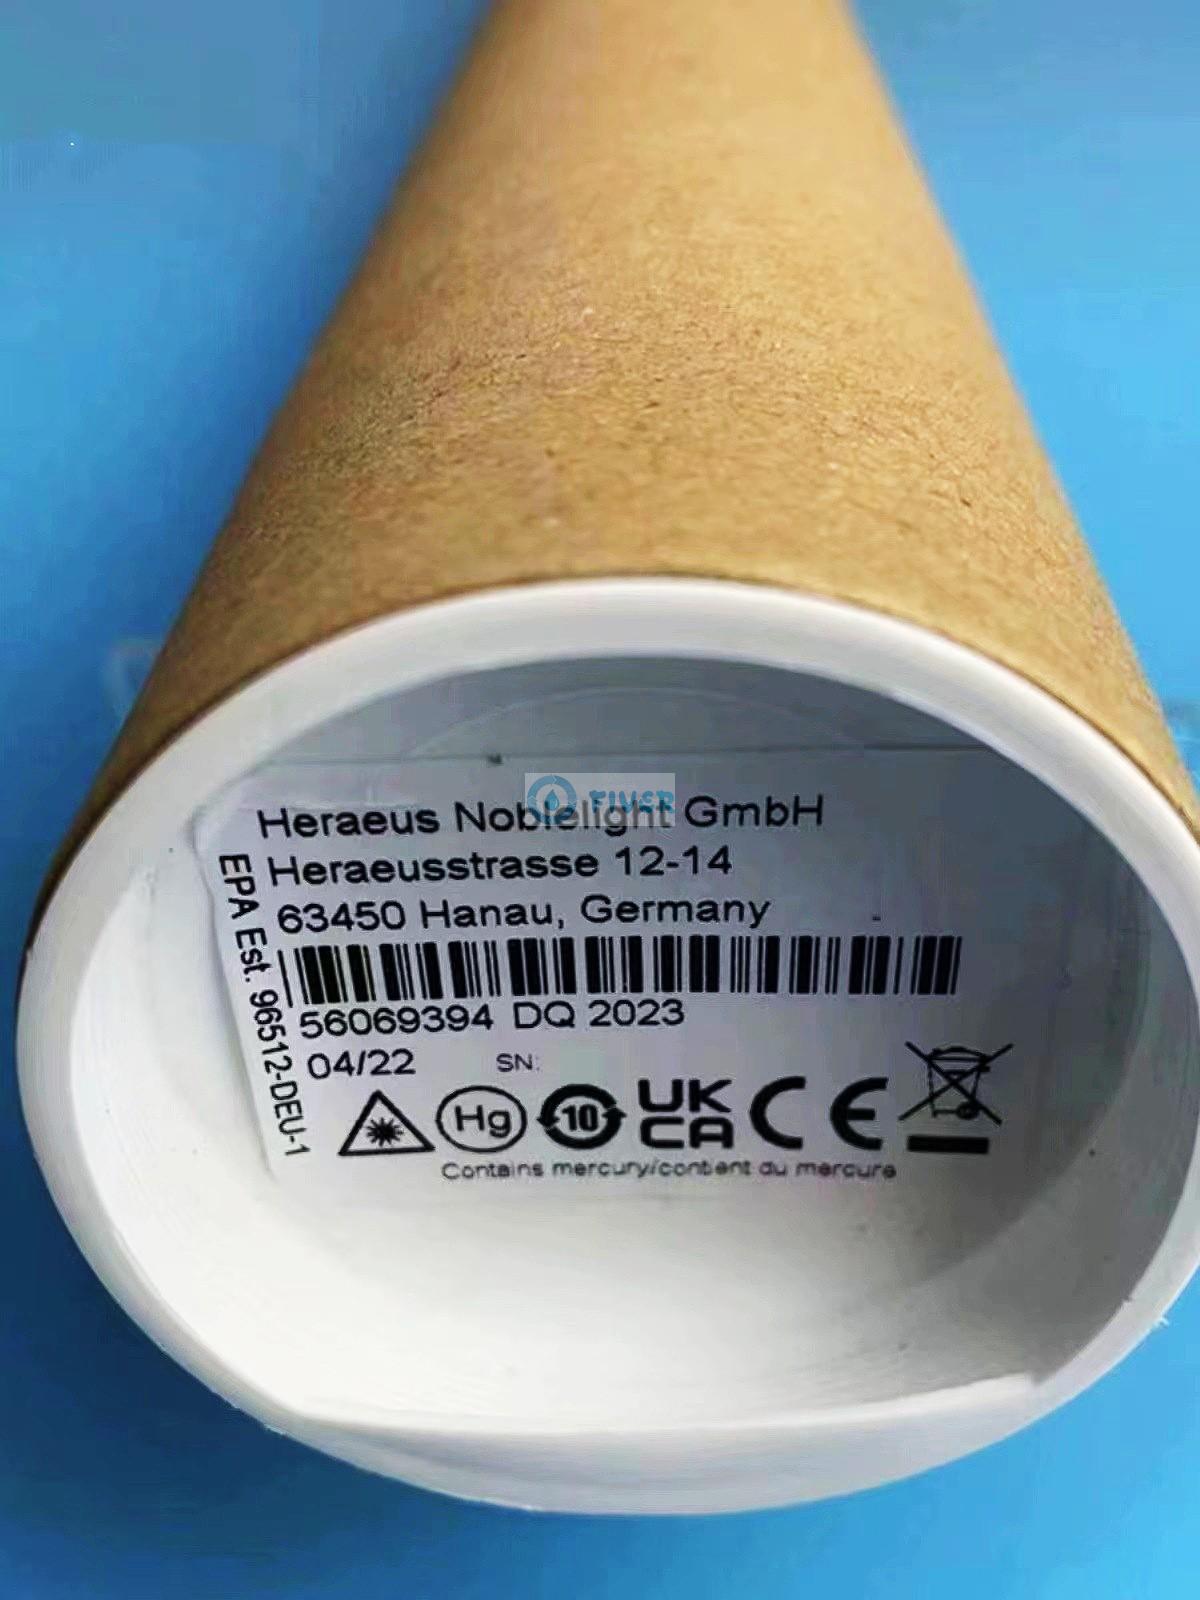 Heraeus Noblelight GmbH
FIVER
Heraeusstrasse 12-14
63450 Hanau, Germany
EPA Est. 96512-DEU-1
56069394 DQ 2023
04/22 SN:
Hg 10 UK CA CE
Contains mercury/contient du mercure